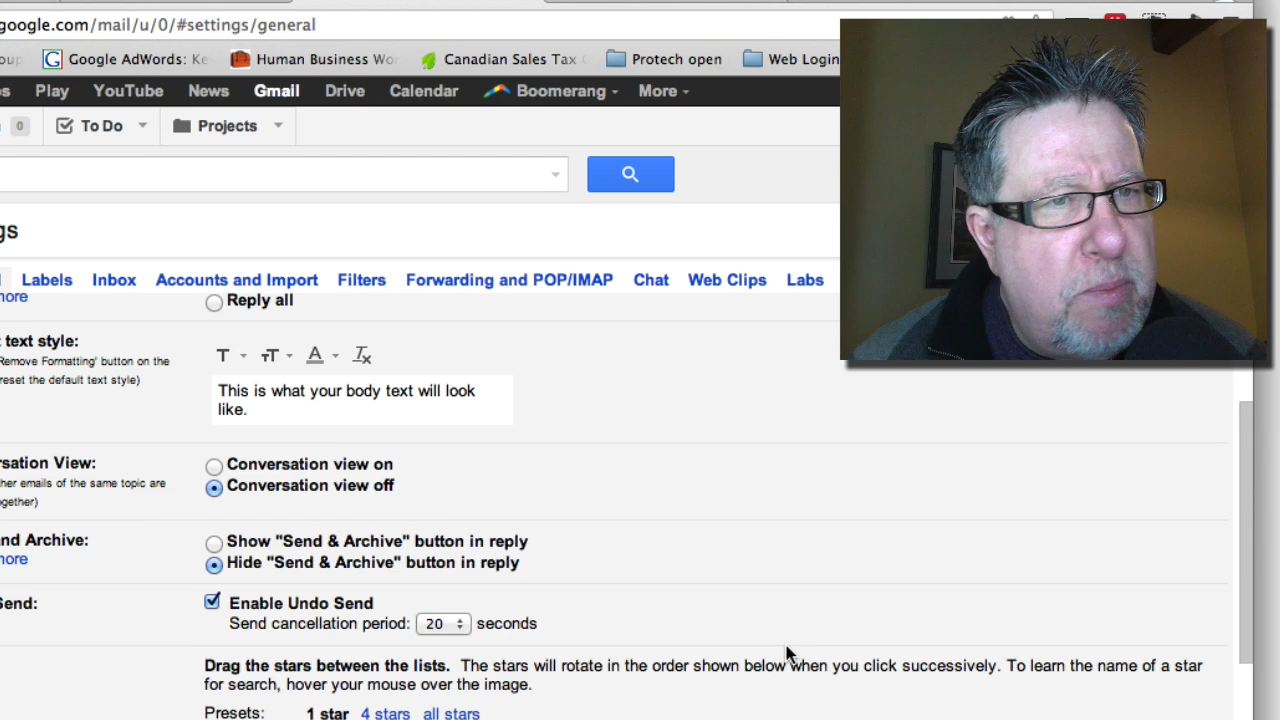 google.com/mail/u/0/#settings/general
oup Google AdWords: Ke Human Business Wo Canadian Sales Tax Protech open Web Login
es Play YouTube News Gmail Drive Calendar Boomerang More
0 To Do Projects
gs
Labels Inbox Accounts and Import Filters Forwarding and POP/IMAP Chat Web Clips Labs
more Reply all
t text style:
Remove Formatting' button on the
reset the default text style)
This is what your body text will look
like.
rsation View: Conversation view on
her emails of the same topic are Conversation view off
ogether)
and Archive: Show "Send & Archive" button in reply
more Hide "Send & Archive" button in reply
Send: Enable Undo Send
Send cancellation period: 20 seconds
Drag the stars between the lists. The stars will rotate in the order shown below when you click successively. To learn the name of a star
for search, hover your mouse over the image.
Presets: 1 star 4 stars all stars